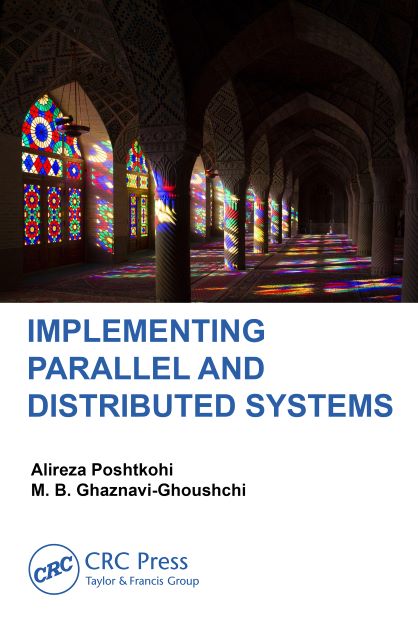 IMPLEMENTING
PARALLEL AND
DISTRIBUTED SYSTEMS
Alireza Poshtkohi
M. B. Ghaznavi-Ghoushchi
CRC
CRC Press
Taylor & Francis Group